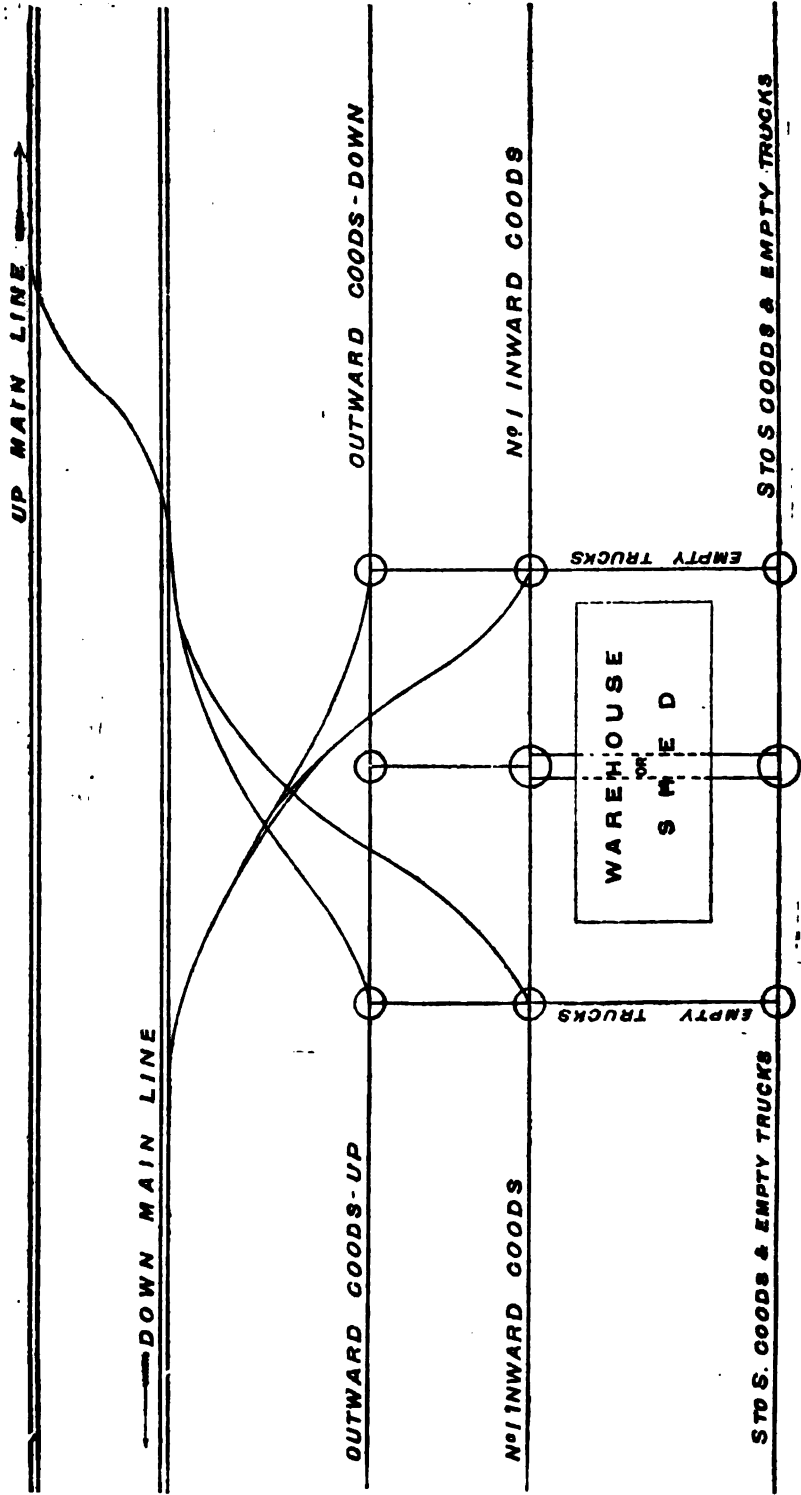 UP MAIN LINE
DOWN MAIN LINE
OUTWARD GOODS-UP
OUTWARD GOODS-DOWN
Nº1 INWARD GOODS
Nº1 INWARD GOODS
EMPTY TRUCKS
WAREHOUSE
OR
SHED
EMPTY TRUCKS
S TO S. GOODS & EMPTY TRUCKS
S TO S GOODS & EMPTY TRUCKS